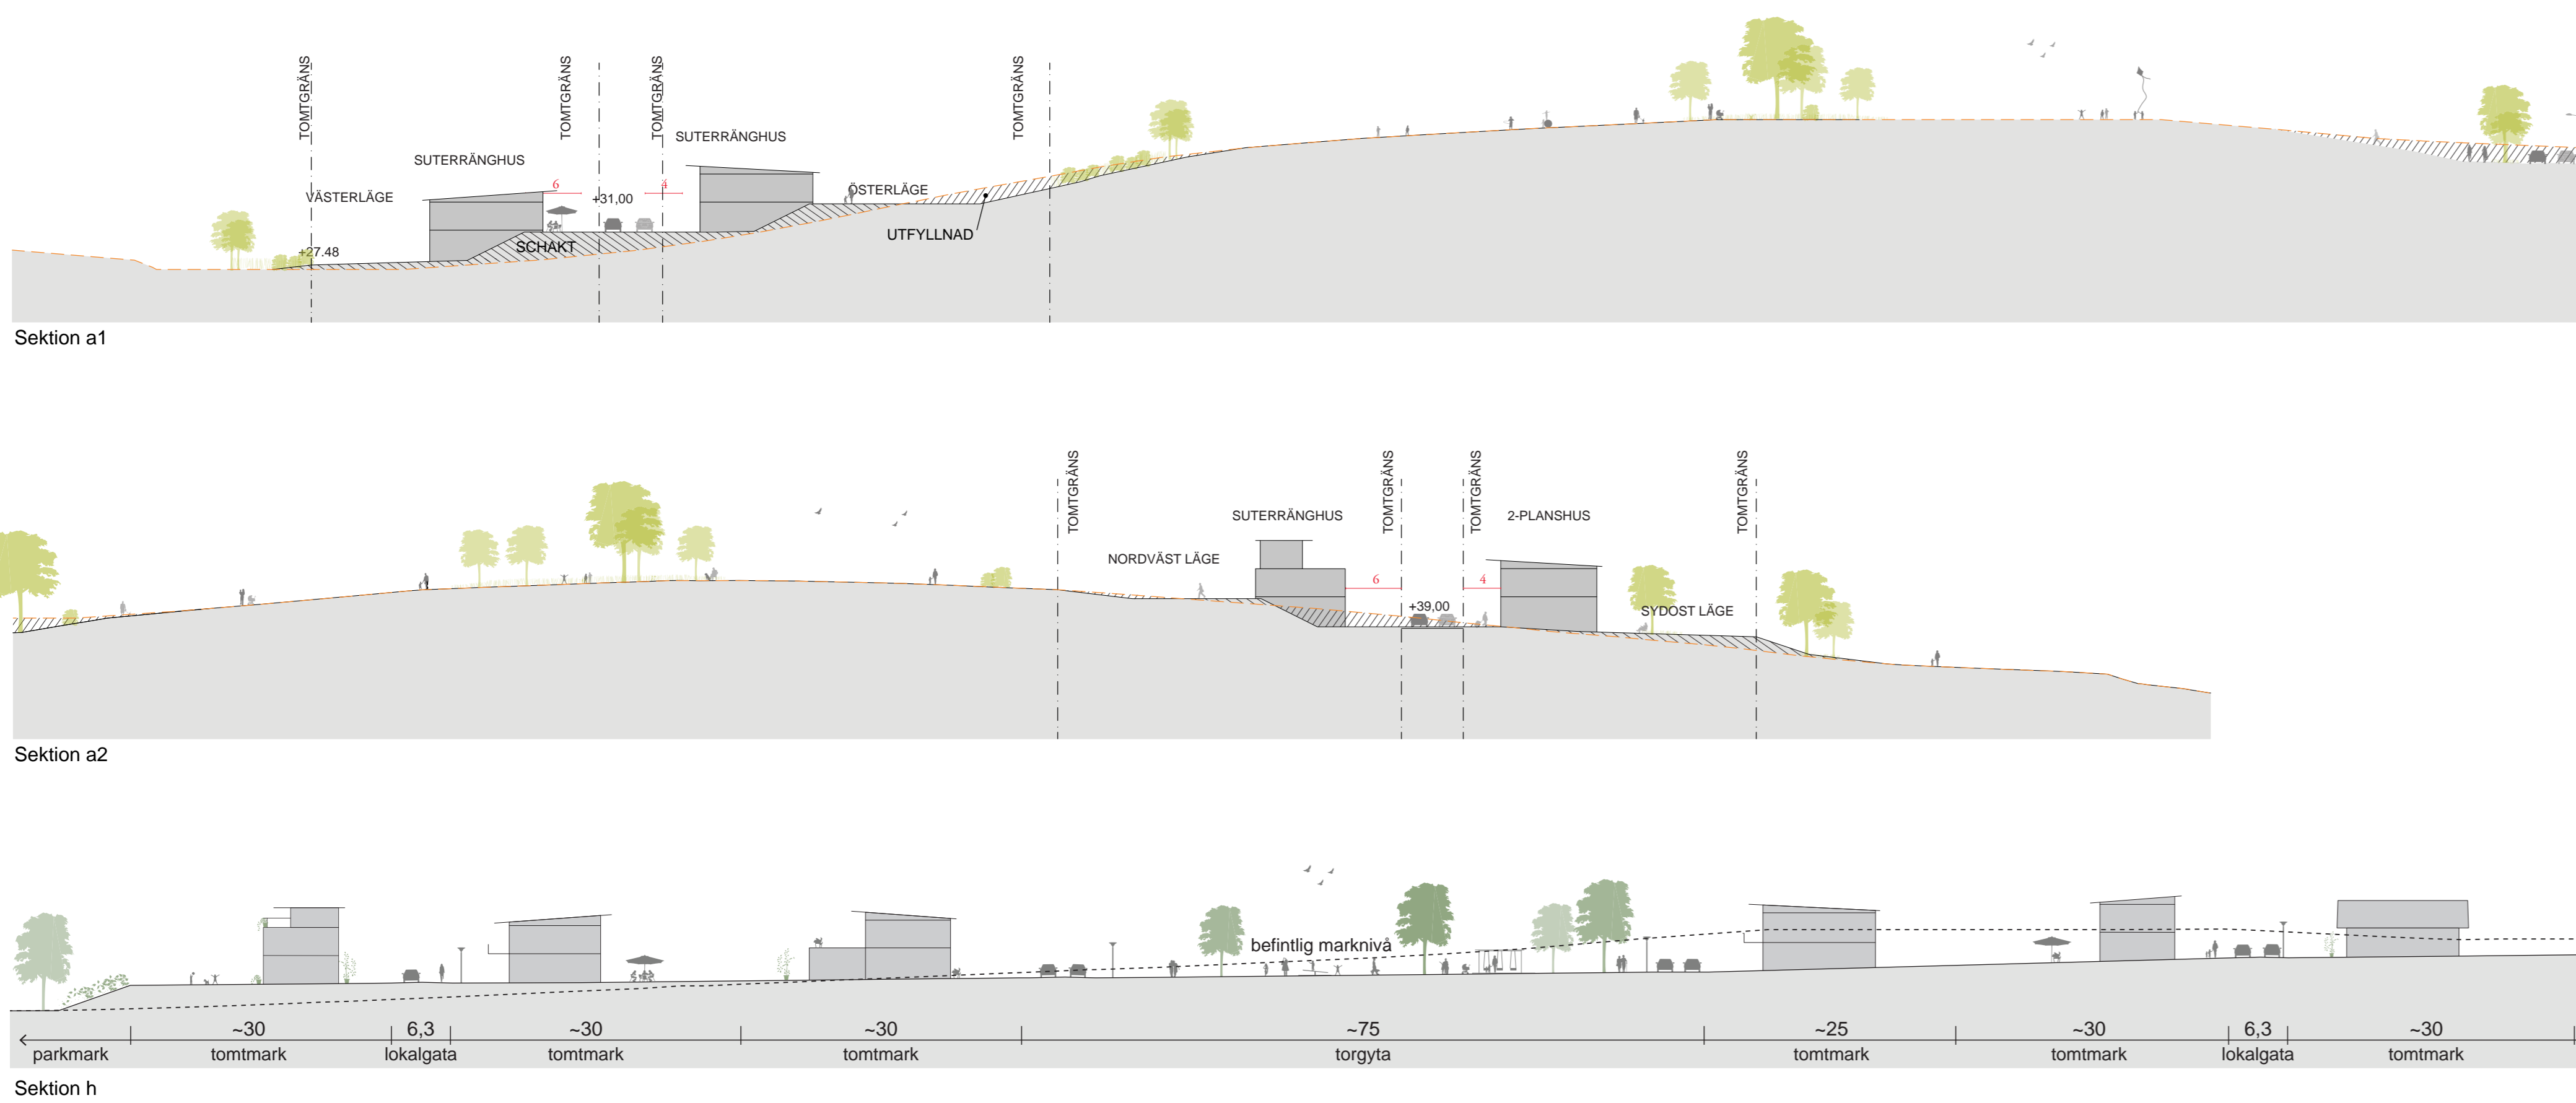 TOMTGRÄNS
TOMTGRÄNS
TOMTGRÄNS
TOMTGRÄNS
SUTERRÄNGHUS
SUTERRÄNGHUS
VÄSTERLÄGE
6
+31,00
4
ÖSTERLÄGE
UTFYLLNAD
SCHAKT
+27.48
Sektion a1
TOMTGRÄNS
TOMTGRÄNS
TOMTGRÄNS
TOMTGRÄNS
SUTERRÄNGHUS
2-PLANSHUS
NORDVÄST LÄGE
6
4
+39,00
SYDOST LÄGE
Sektion a2
befintlig marknivå
~30 6,3 ~30 ~30 ~75 ~25 ~30 6,3 ~30
parkmark tomtmark lokalgata tomtmark tomtmark torgyta tomtmark tomtmark lokalgata tomtmark
Sektion h